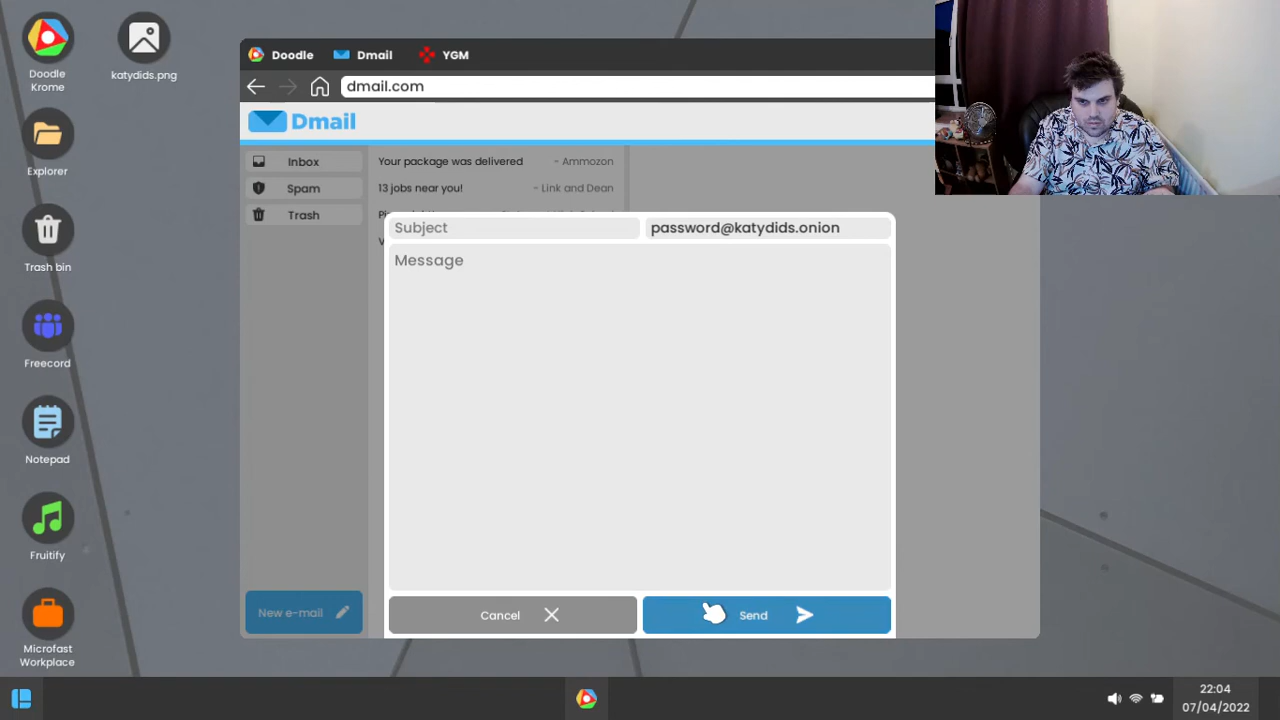 Doodle Krome
katydids.png
Explorer
Trash bin
Freecord
Notepad
Fruitify
Microfast Workplace
Doodle
Dmail
YGM
dmail.com
Dmail
Inbox
Spam
Trash
Your package was delivered - Ammozon
13 jobs near you! - Link and Dean
Subject
password@katydids.onion
Message
New e-mail
Cancel
Send
22:04
07/04/2022